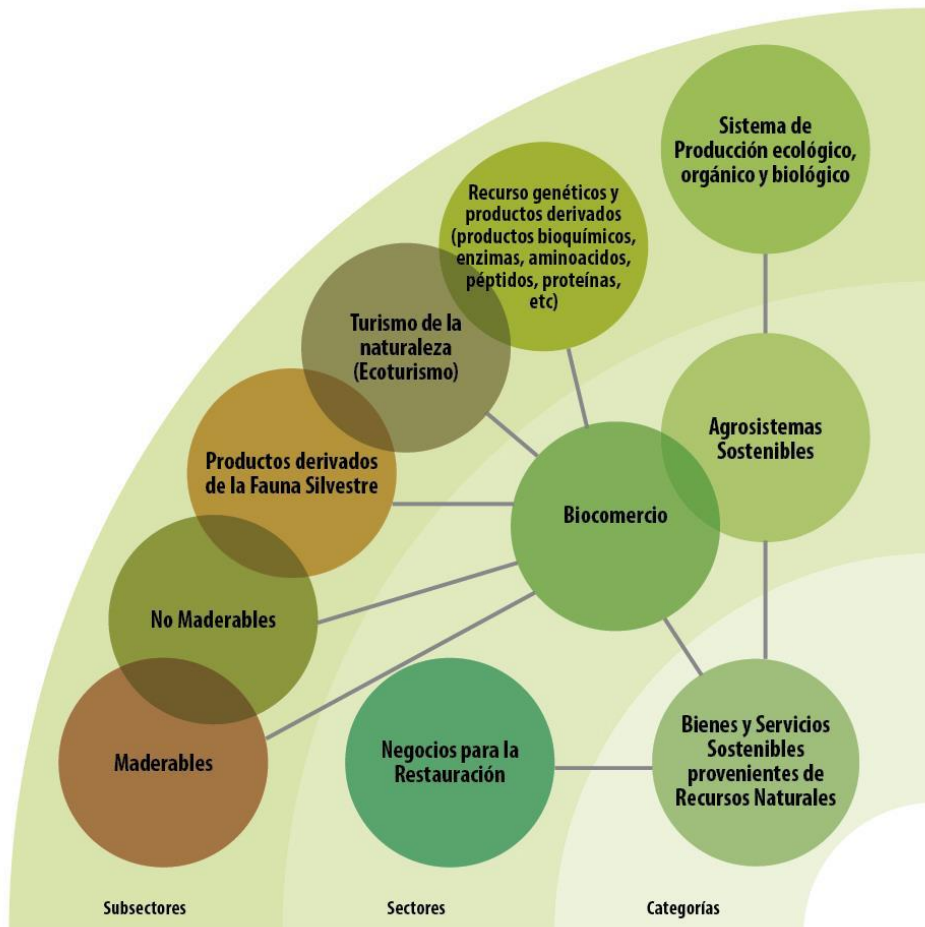 Sistema de
Producción ecológico,
orgánico y biológico
Recurso genéticos y
productos derivados
(productos bioquímicos,
enzimas, aminoacidos,
péptidos, proteínas,
etc)
Turismo de la
naturaleza
(Ecoturismo)
Agrosistemas
Sostenibles
Productos derivados
de la Fauna Silvestre
Biocomercio
No Maderables
Maderables
Negocios para la
Restauración
Bienes y Servicios
Sostenibles
provenientes de
Recursos Naturales
Subsectores
Sectores
Categorías